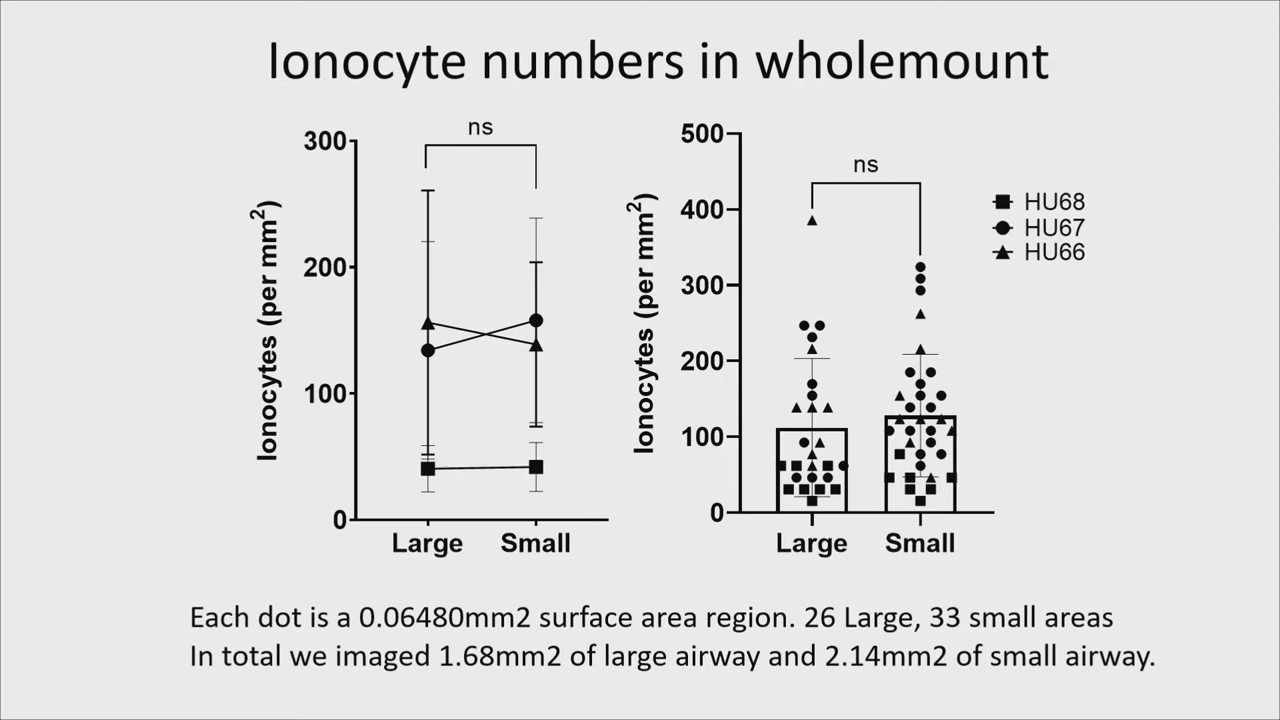 Ionocyte numbers in wholemount
300
200
100
0
Ionocytes (per mm2)
ns
Large
Small
500
400
300
200
100
0
Ionocytes (per mm2)
ns
Large
Small
HU68
HU67
HU66
Each dot is a 0.06480mm2 surface area region. 26 Large, 33 small areas
In total we imaged 1.68mm2 of large airway and 2.14mm2 of small airway.